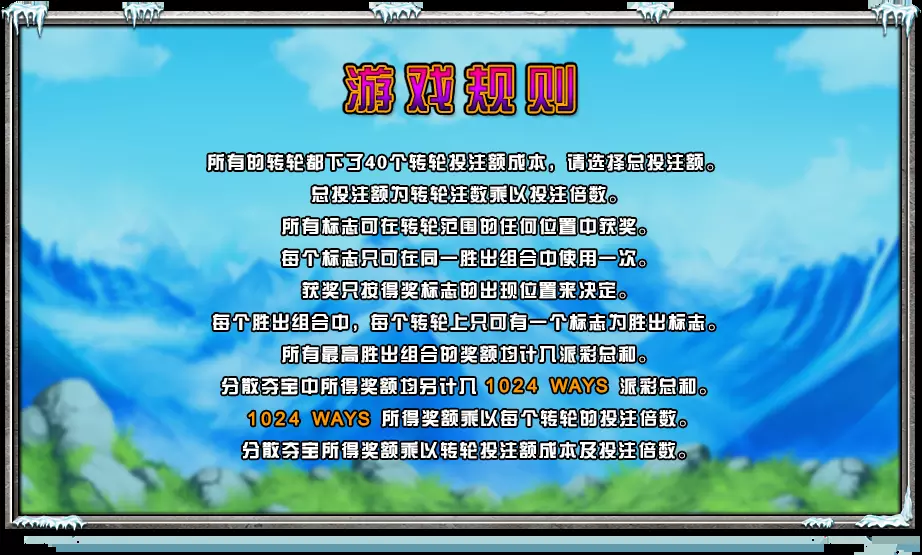 游戏规则
所有的转轮都下了40个转轮投注额成本，请选择总投注额。
总投注额为转轮注数乘以投注倍数。
所有标志可在转轮范围的任何位置中获奖。
每个标志只可在同一胜出组合中使用一次。
获奖只按得奖标志的出现位置来决定。
每个胜出组合中，每个转轮上只可有一个标志为胜出标志。
所有最高胜出组合的奖额均计入派彩总和。
分散夺宝中所得奖额均另计入 1024 WAYS 派彩总和。
1024 WAYS 所得奖额乘以每个转轮的投注倍数。
分散夺宝所得奖额乘以转轮投注额成本及投注倍数。